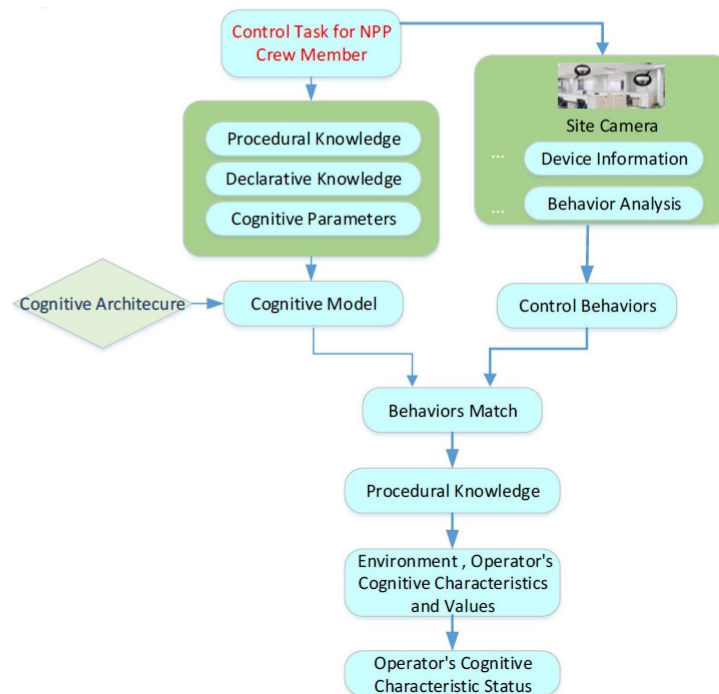 Control Task for NPP
Crew Member
Procedural Knowledge
Declarative Knowledge
Cognitive Parameters
Site Camera
... Device Information
... Behavior Analysis
Cognitive Architecure
Cognitive Model
Control Behaviors
Behaviors Match
Procedural Knowledge
Environment , Operator's
Cognitive Characteristics
and Values
Operator's Cognitive
Characteristic Status